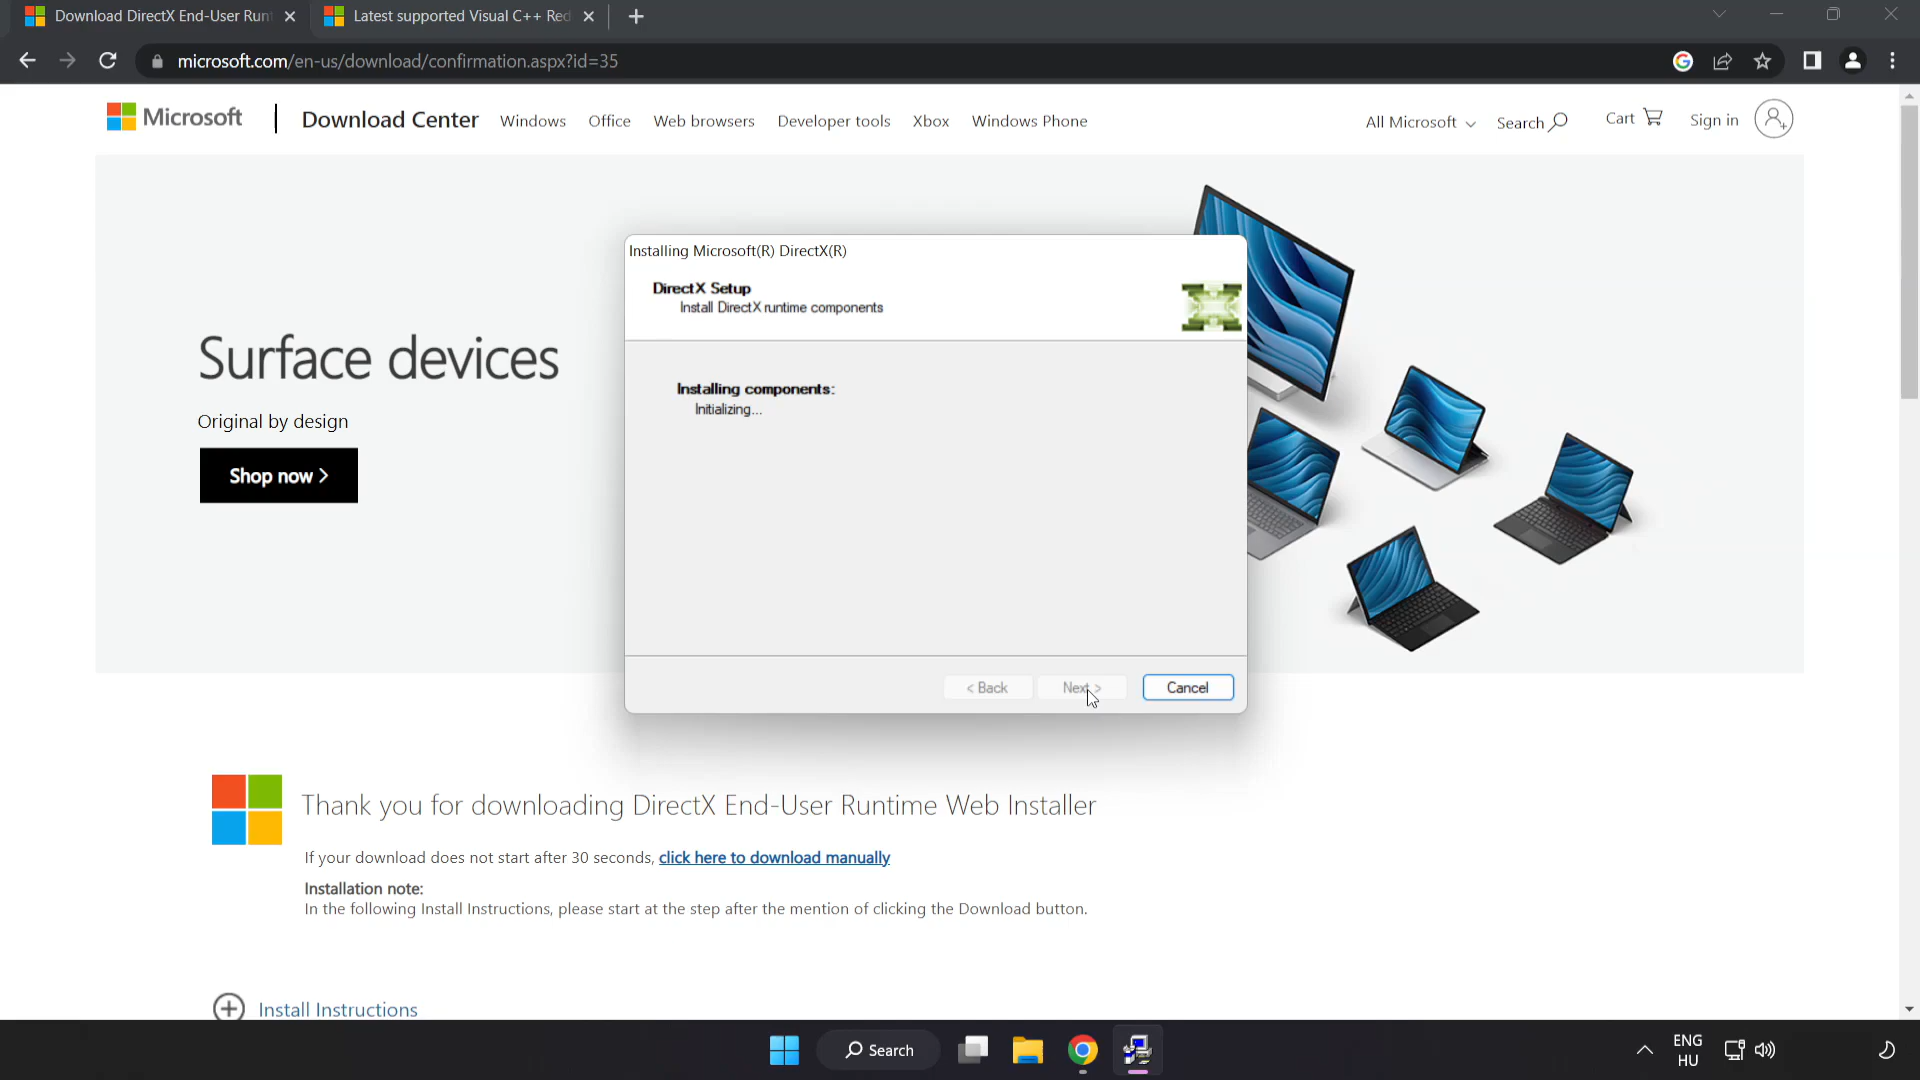 Download DirectX End-User Run
Latest supported Visual C++ Red
microsoft.com/en-us/download/confirmation.aspx?id=35
Microsoft
Download Center
Windows
Office
Web browsers
Developer tools
Xbox
Windows Phone
All Microsoft
Search
Cart
Sign in
Installing Microsoft(R) DirectX(R)
DirectX Setup
Install DirectX runtime components
Installing components:
Initializing...
< Back
Next >
Cancel
Surface devices
Original by design
Shop now >
Thank you for downloading DirectX End-User Runtime Web Installer
If your download does not start after 30 seconds, click here to download manually
Installation note:
In the following Install Instructions, please start at the step after the mention of clicking the Download button.
Install Instructions
Search
ENG
HU